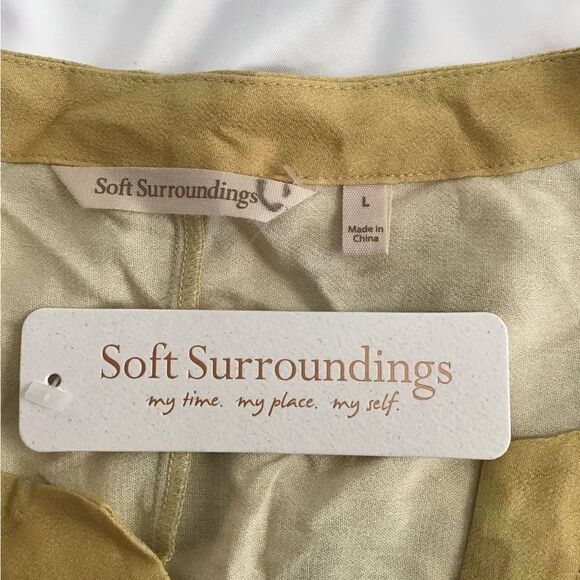 Soft Surroundings
L
Made in
China
Soft Surroundings
my time. my place. my self.